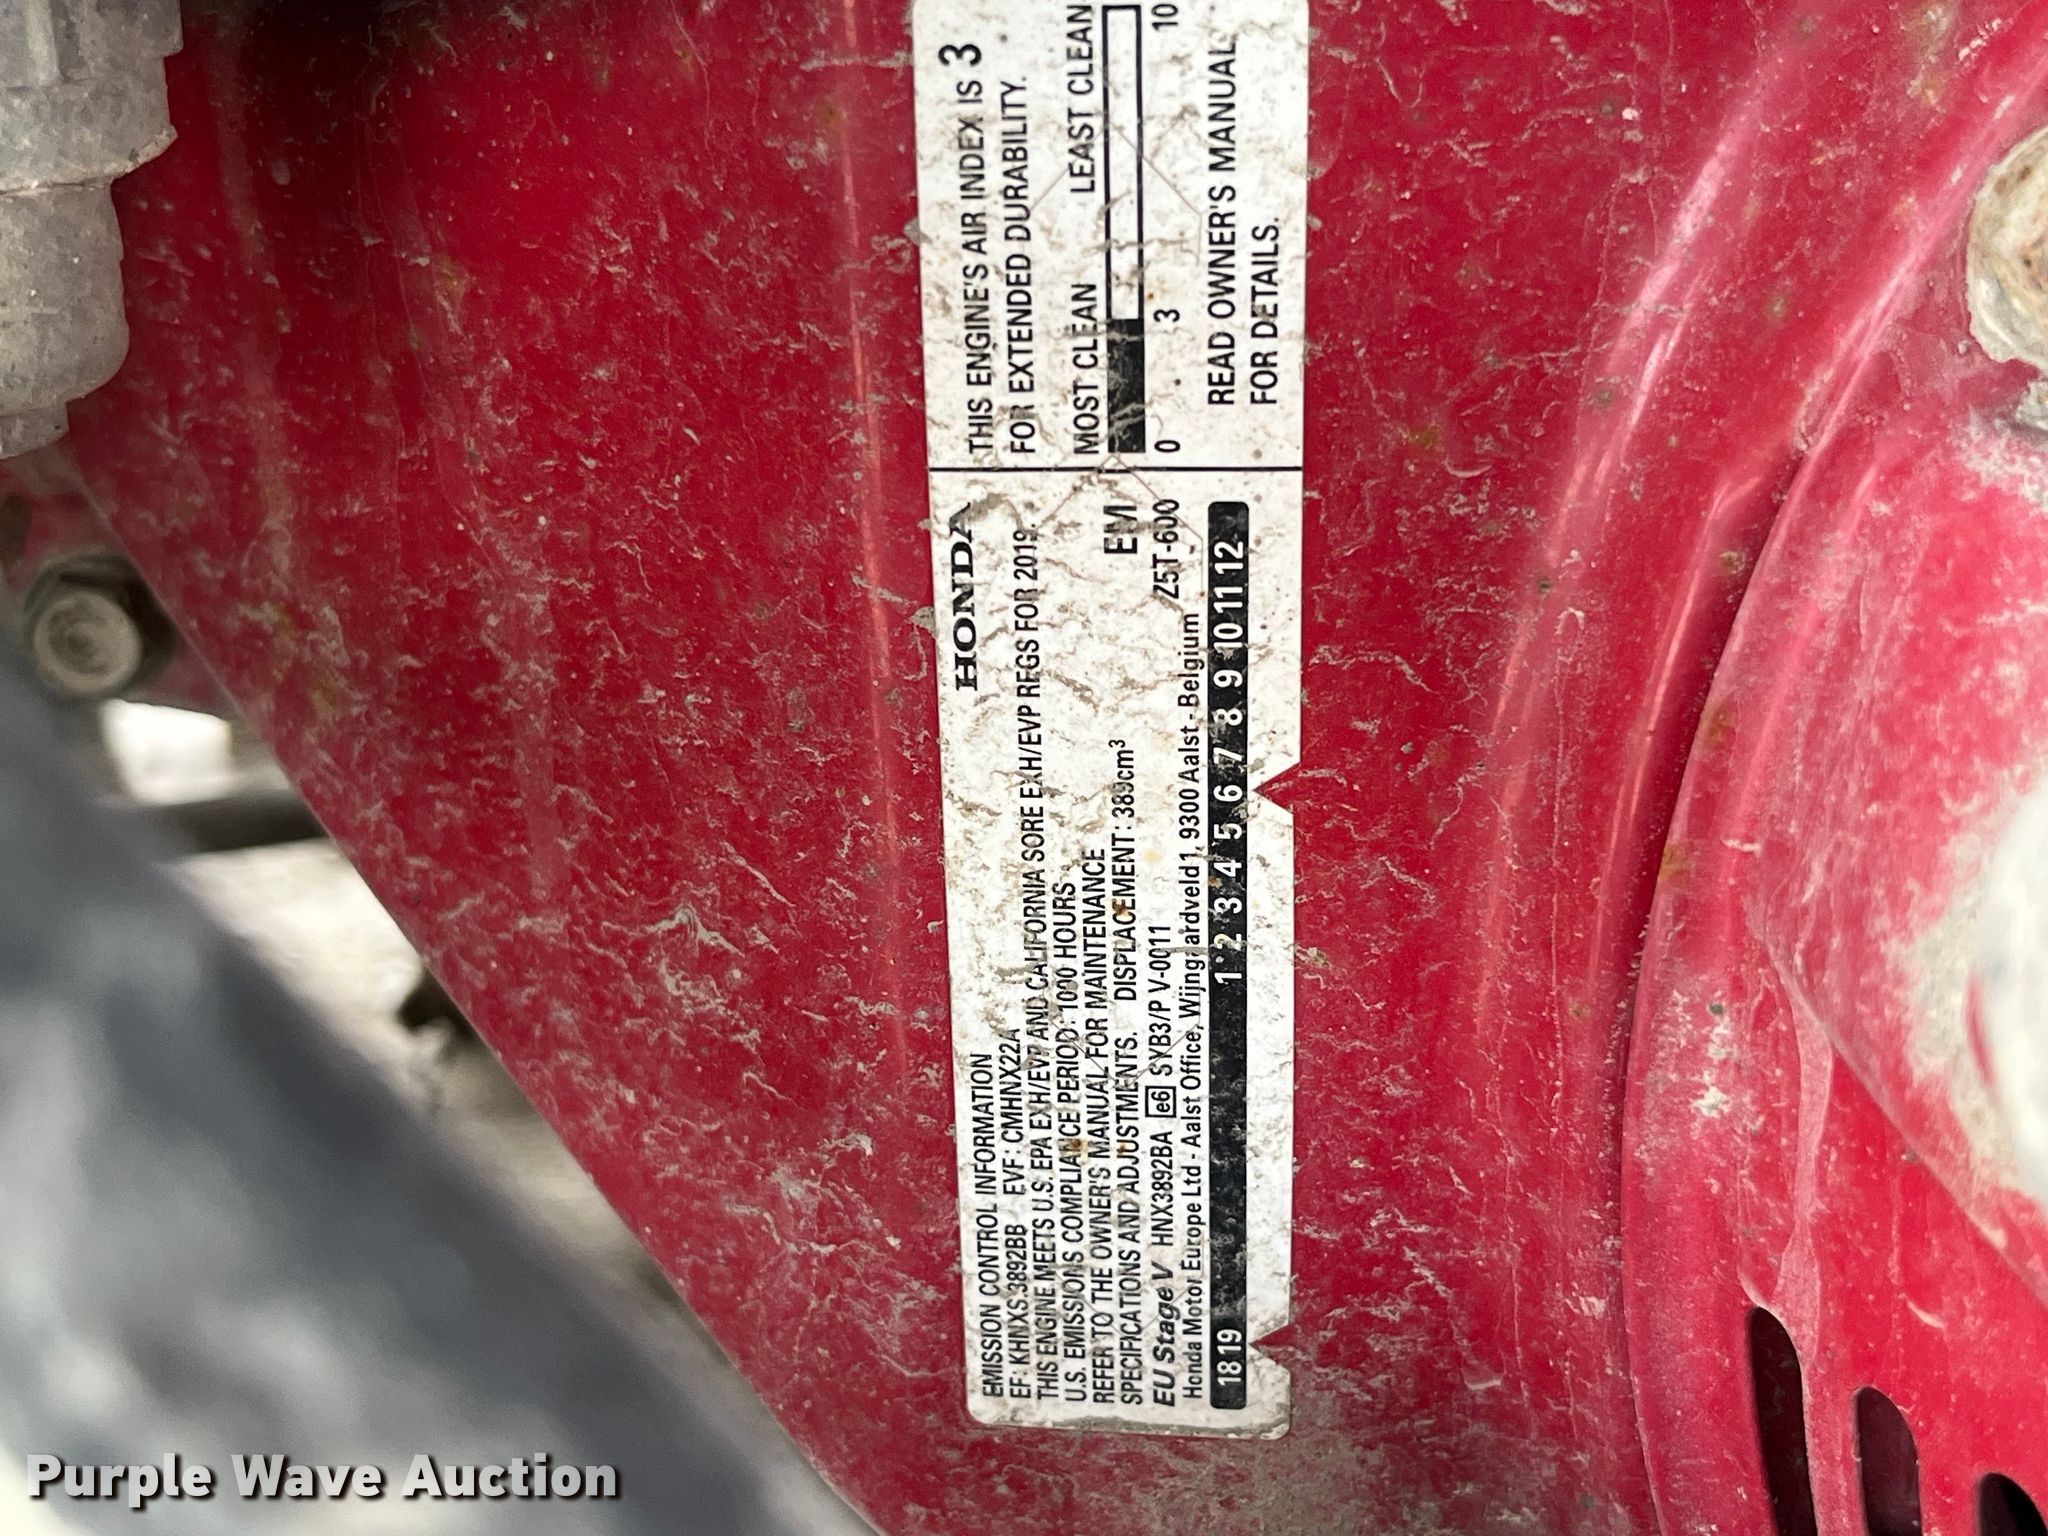 HONDA
EMISSION CONTROL INFORMATION
EF: KHNXS.3892BB EVF: CMHNX22A
THIS ENGINE MEETS U.S. EPA EXH/EVP AND CALIFORNIA SORE EXH/EVP REGS FOR 2019.
U.S. EMISSIONS COMPLIANCE PERIOD: 1000 HOURS
REFER TO THE OWNER'S MANUAL FOR MAINTENANCE
SPECIFICATIONS AND ADJUSTMENTS. DISPLACEMENT: 389cm³
EM
EU Stage V HNX3892BA e6 SYB3/P V-0011
Z5T-600
Honda Motor Europe Ltd - Aalst Office, Wijngaardveld 1, 9300 Aalst - Belgium
18 19 1 2 3 4 5 6 7 8 9 10 11 12
THIS ENGINE'S AIR INDEX IS 3
FOR EXTENDED DURABILITY.
MOST CLEAN LEAST CLEAN
0 3 10
READ OWNER'S MANUAL
FOR DETAILS.
Purple Wave Auction